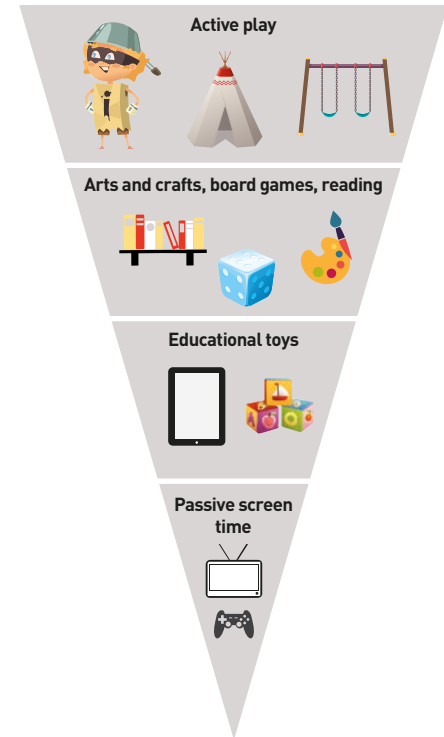 Active play
Arts and crafts, board games, reading
Educational toys
Passive screen
time